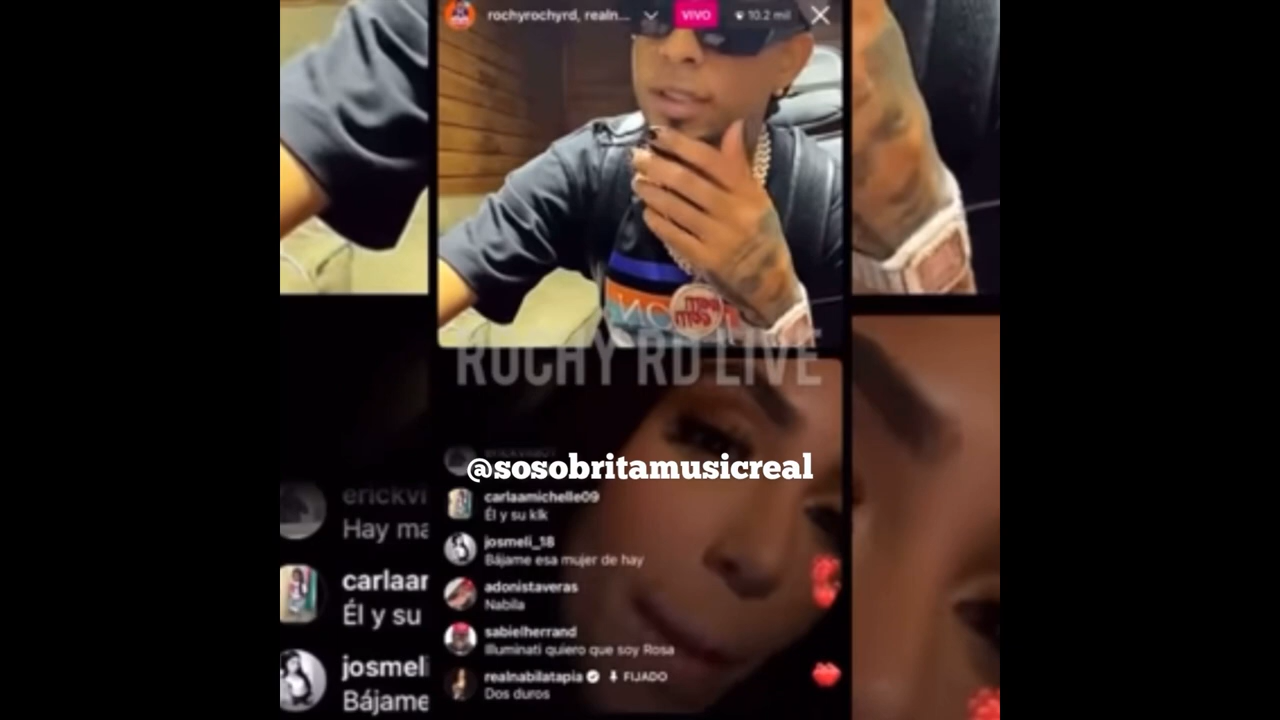 rochyrochyrd, realn...
VIVO
10.2 mil
ROCHY RD LIVE
@sosobritamusicreal
carlaamichelle09
Él y su klk
josmeli_18
Bájame esa mujer de hay
adonistaveras
Nabila
sabielherrand
Illuminati quiero que soy Rosa
realnabilatapia
FIJADO
Dos duros
erickvi
Hay ma
carlaar
Él y su
josmeli
Bájame